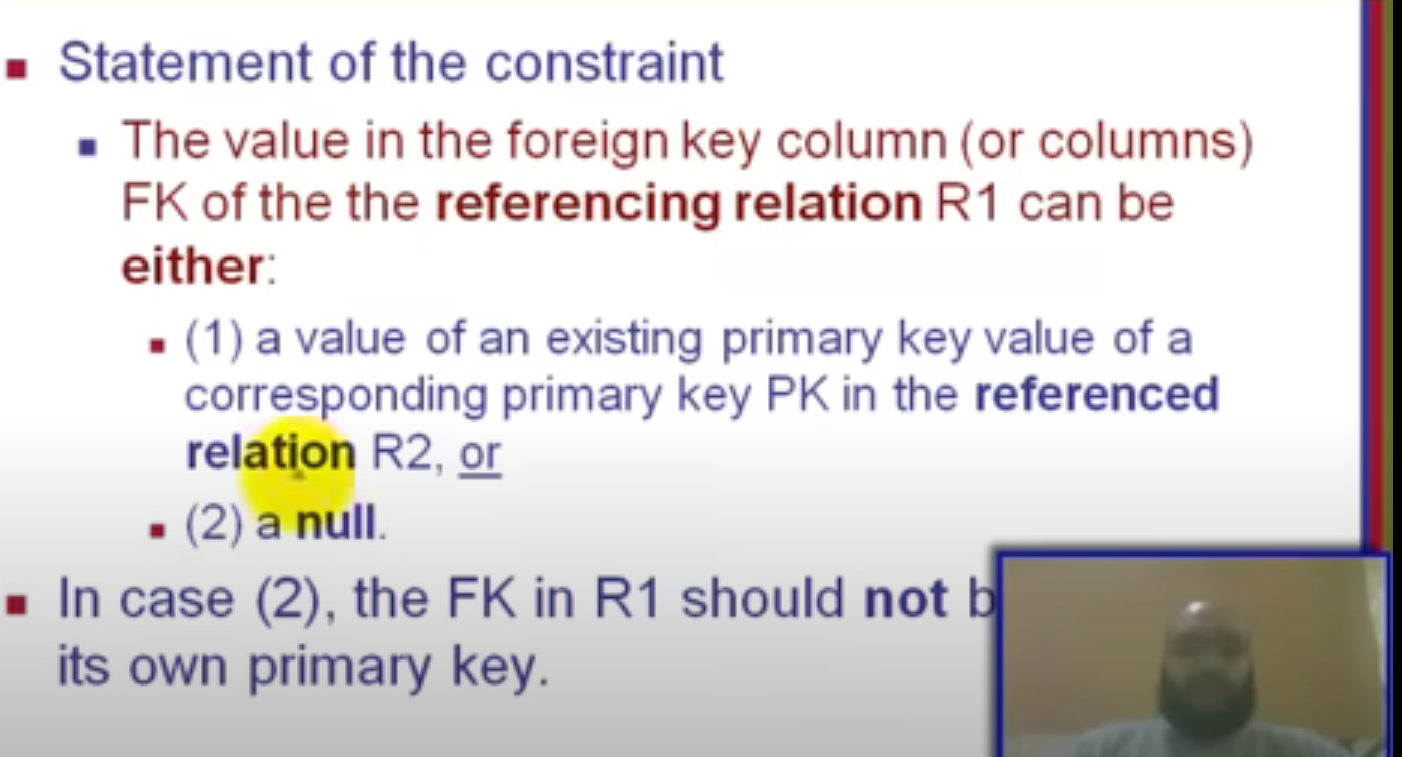 Statement of the constraint
The value in the foreign key column (or columns)
FK of the the referencing relation R1 can be
either:
(1) a value of an existing primary key value of a
corresponding primary key PK in the referenced
relation R2, or
(2) a null.
In case (2), the FK in R1 should not
its own primary key.